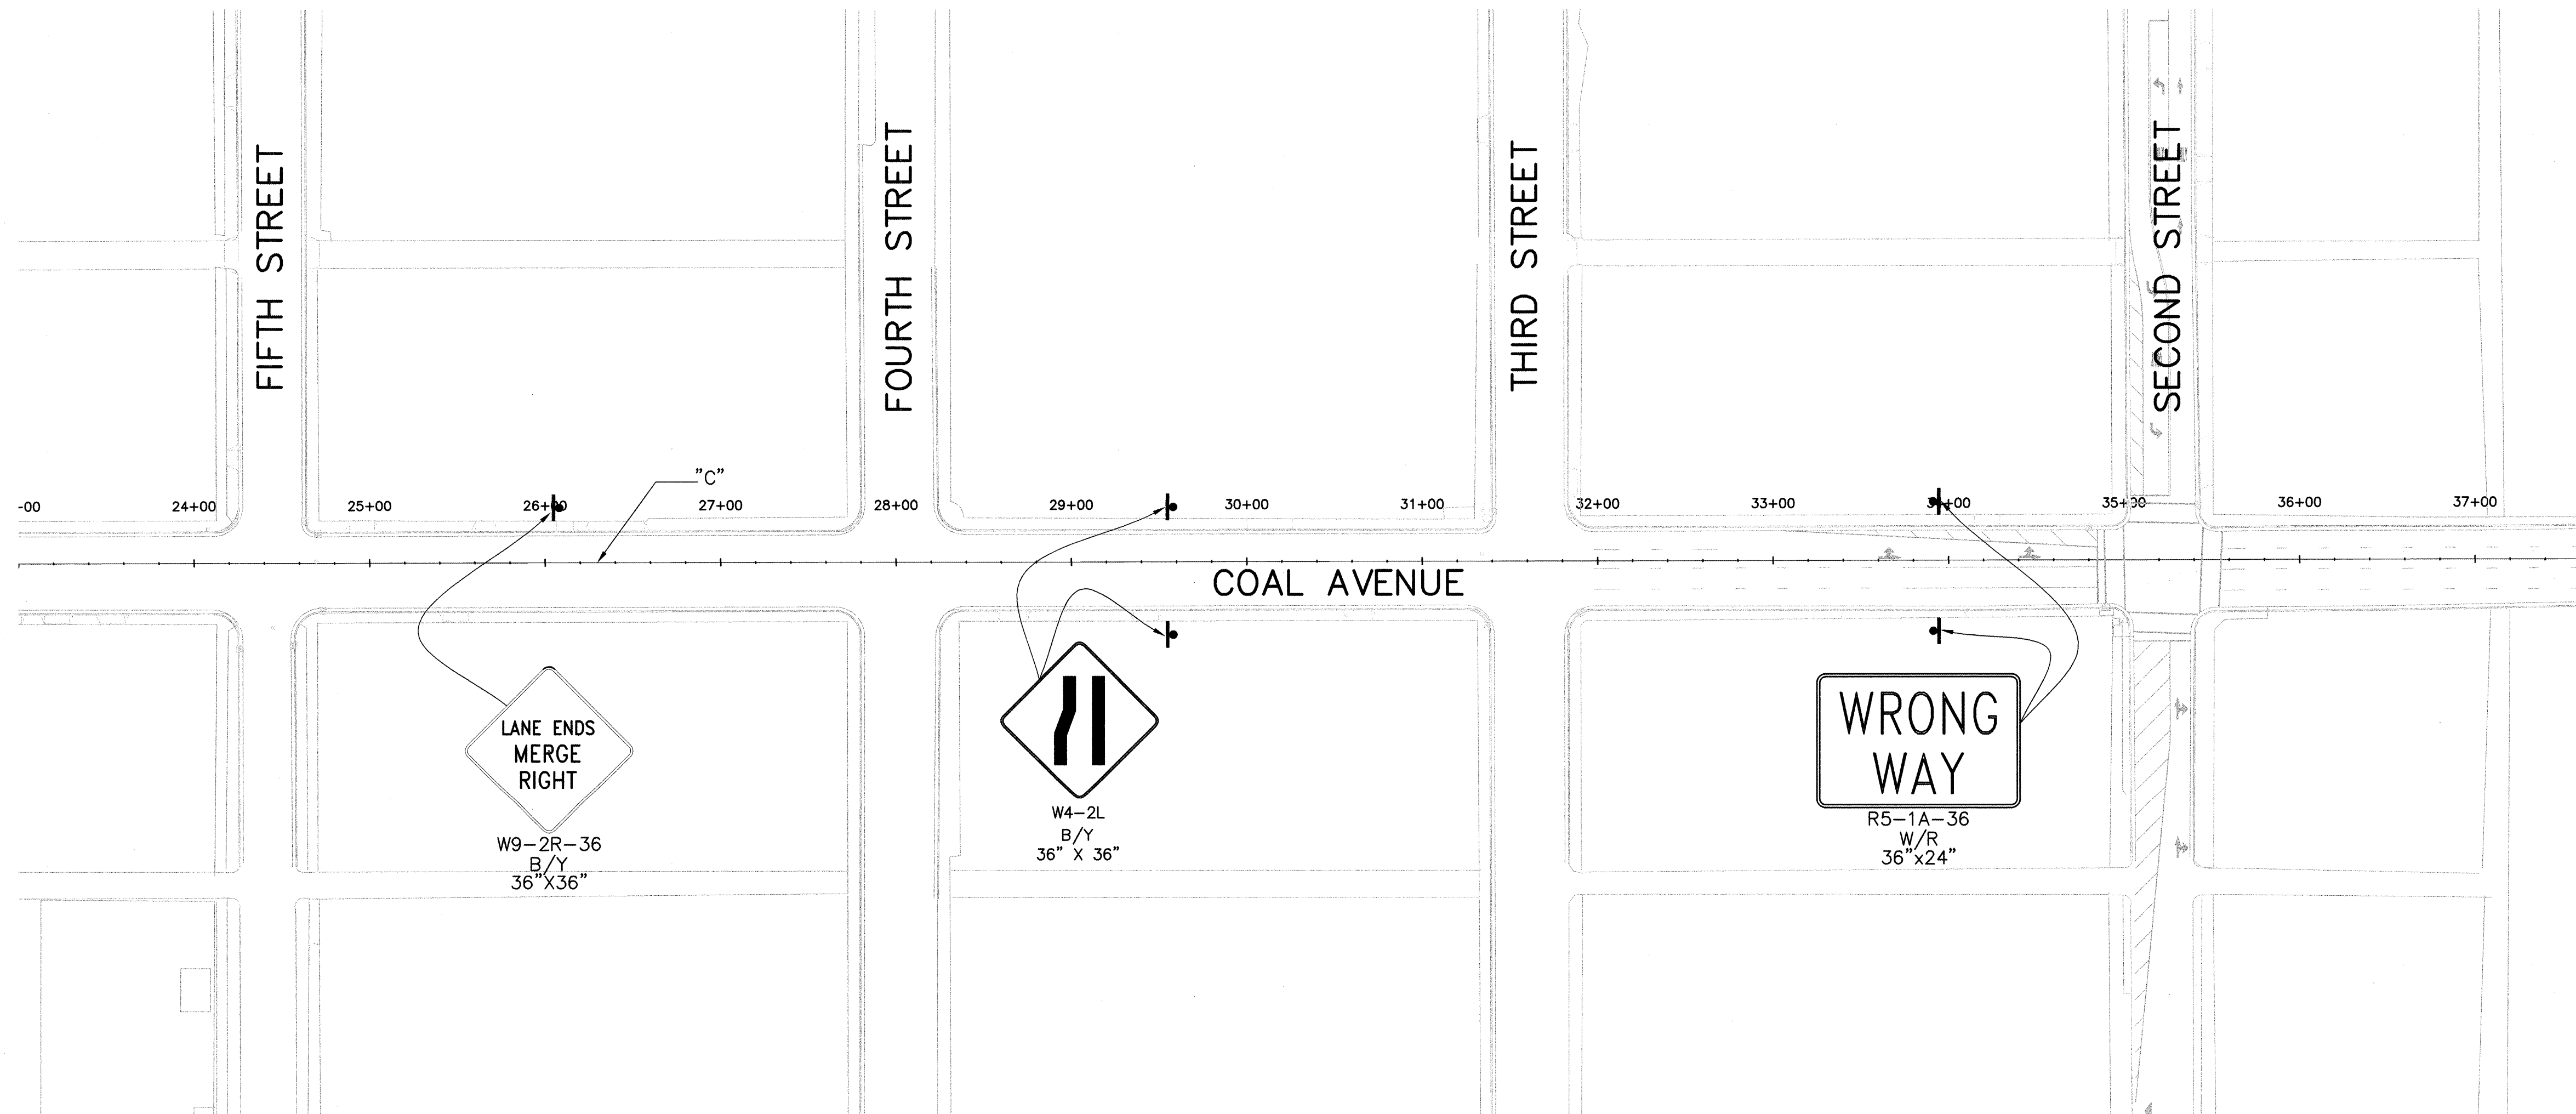 FIFTH STREET
FOURTH STREET
THIRD STREET
SECOND STREET
"C"
-00
24+00
25+00
26+00
27+00
28+00
29+00
30+00
31+00
32+00
33+00
34+00
35+00
36+00
37+00
COAL AVENUE
LANE ENDS
MERGE
RIGHT
W9-2R-36
B/Y
36"X36"
W4-2L
B/Y
36" X 36"
WRONG
WAY
R5-1A-36
W/R
36"x24"